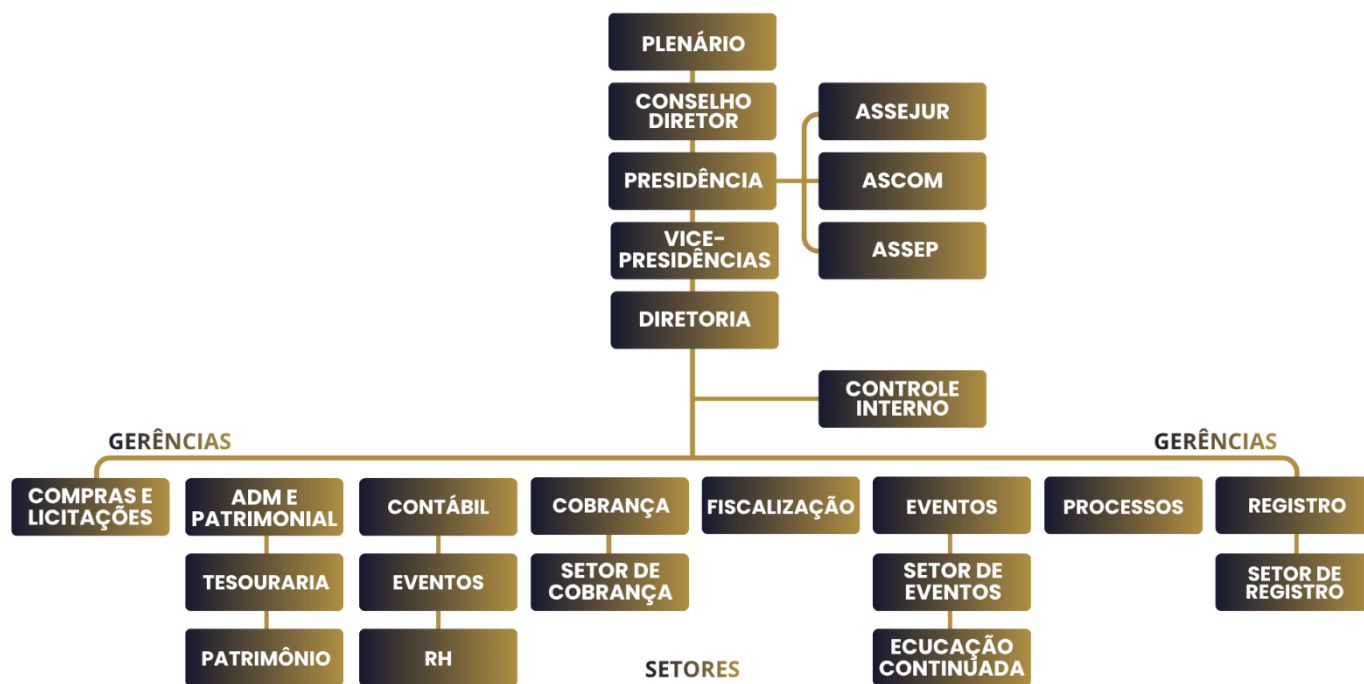 PLENÁRIO
CONSELHO
DIRETOR
ASSEJUR
PRESIDÊNCIA
ASCOM
VICE-
PRESIDÊNCIAS
ASSEP
DIRETORIA
CONTROLE
INTERNO
GERÊNCIAS
GERÊNCIAS
COMPRAS E
LICITAÇÕES
ADM E
PATRIMONIAL
CONTÁBIL
COBRANÇA
FISCALIZAÇÃO
EVENTOS
PROCESSOS
REGISTRO
TESOURARIA
EVENTOS
SETOR DE
COBRANÇA
SETOR DE
EVENTOS
SETOR DE
REGISTRO
PATRIMÔNIO
RH
ECUCAÇÃO
CONTINUADA
SETORES